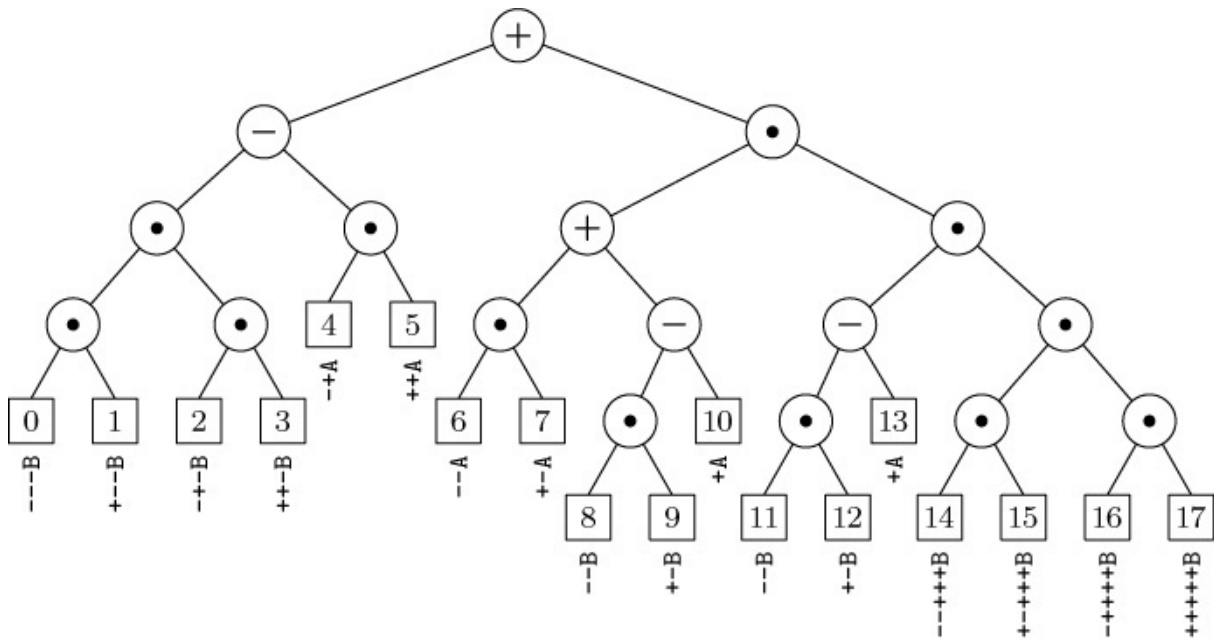 +
− •
• • + •
• • 4 5 • − − •
-+A ++A
0 1 2 3 6 7 • 10 • 13 • •
---B +--B -+-B ++-B --A +-A +A +A
8 9 11 12 14 15 16 17
--B +-B --B +-B --+++B +-+++B -++++B +++++B